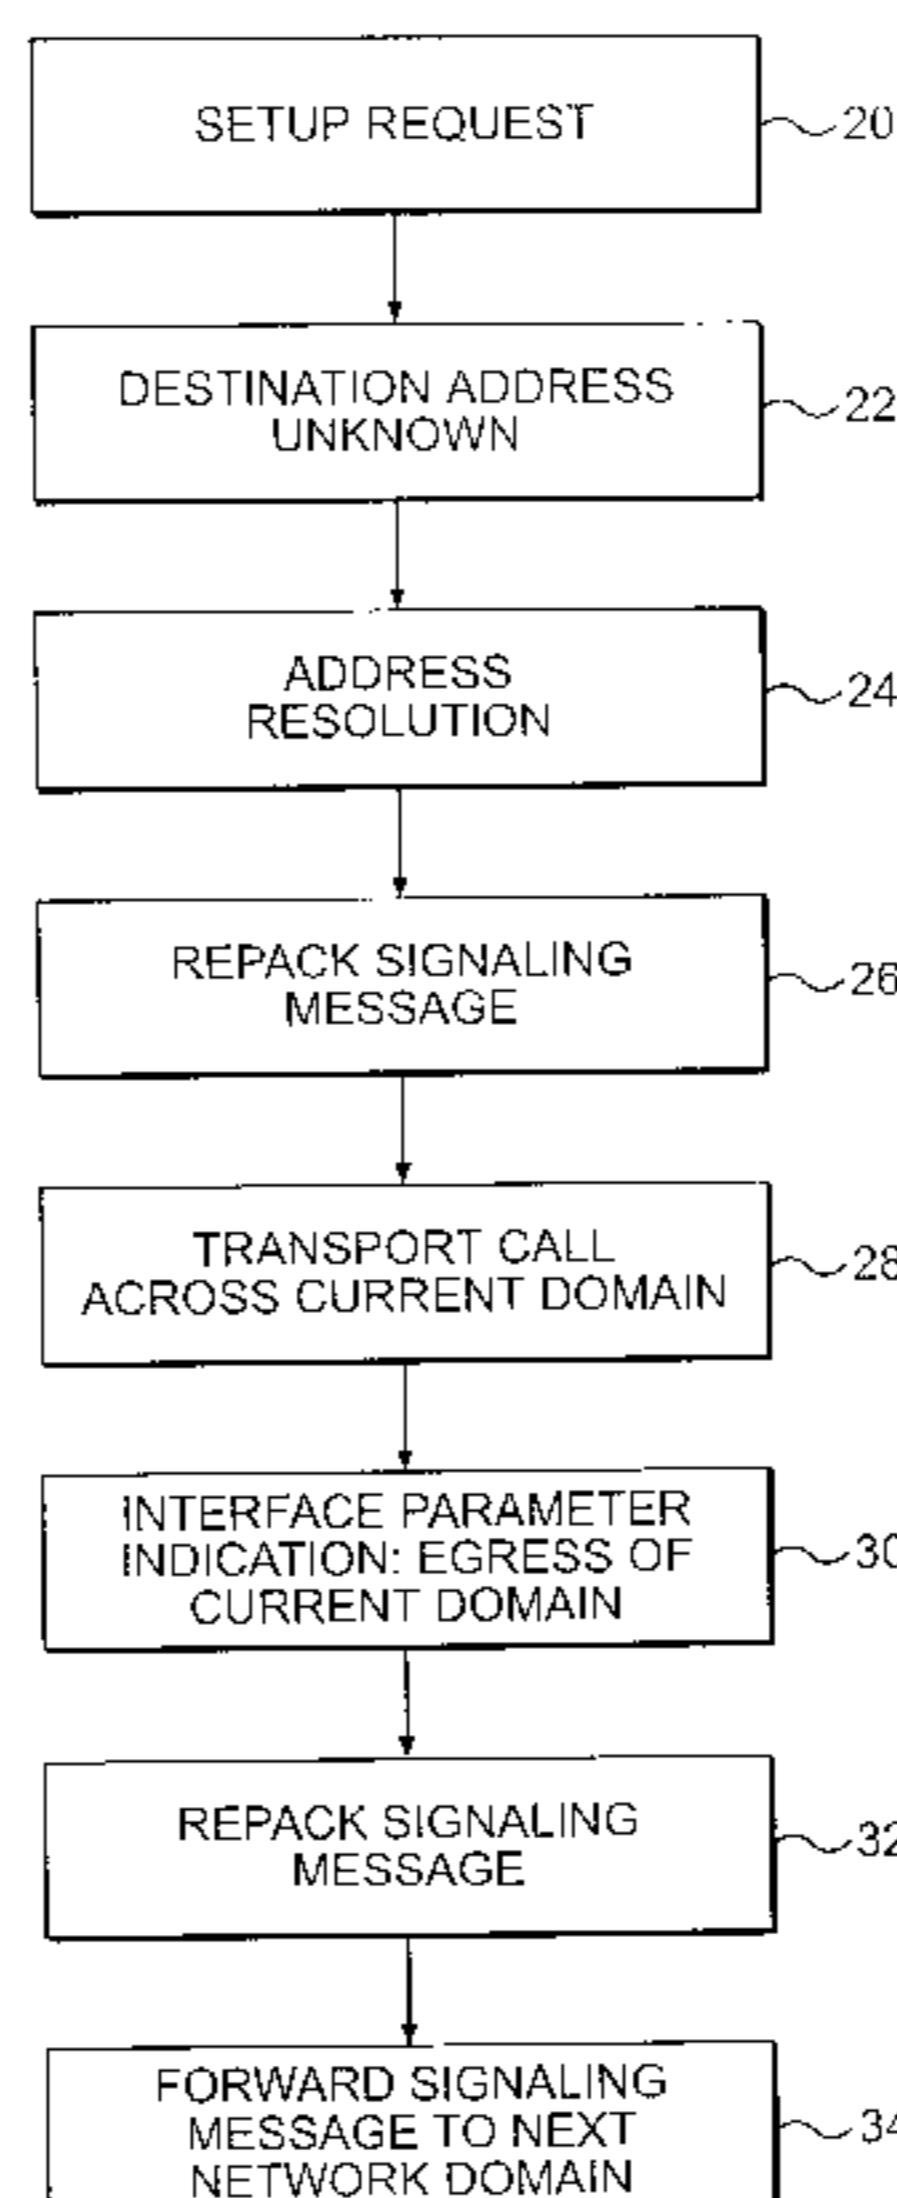 SETUP REQUEST
20
DESTINATION ADDRESS
UNKNOWN
22
ADDRESS
RESOLUTION
24
REPACK SIGNALING
MESSAGE
26
TRANSPORT CALL
ACROSS CURRENT DOMAIN
28
INTERFACE PARAMETER
INDICATION: EGRESS OF
CURRENT DOMAIN
30
REPACK SIGNALING
MESSAGE
32
FORWARD SIGNALING
MESSAGE TO NEXT
NETWORK DOMAIN
34